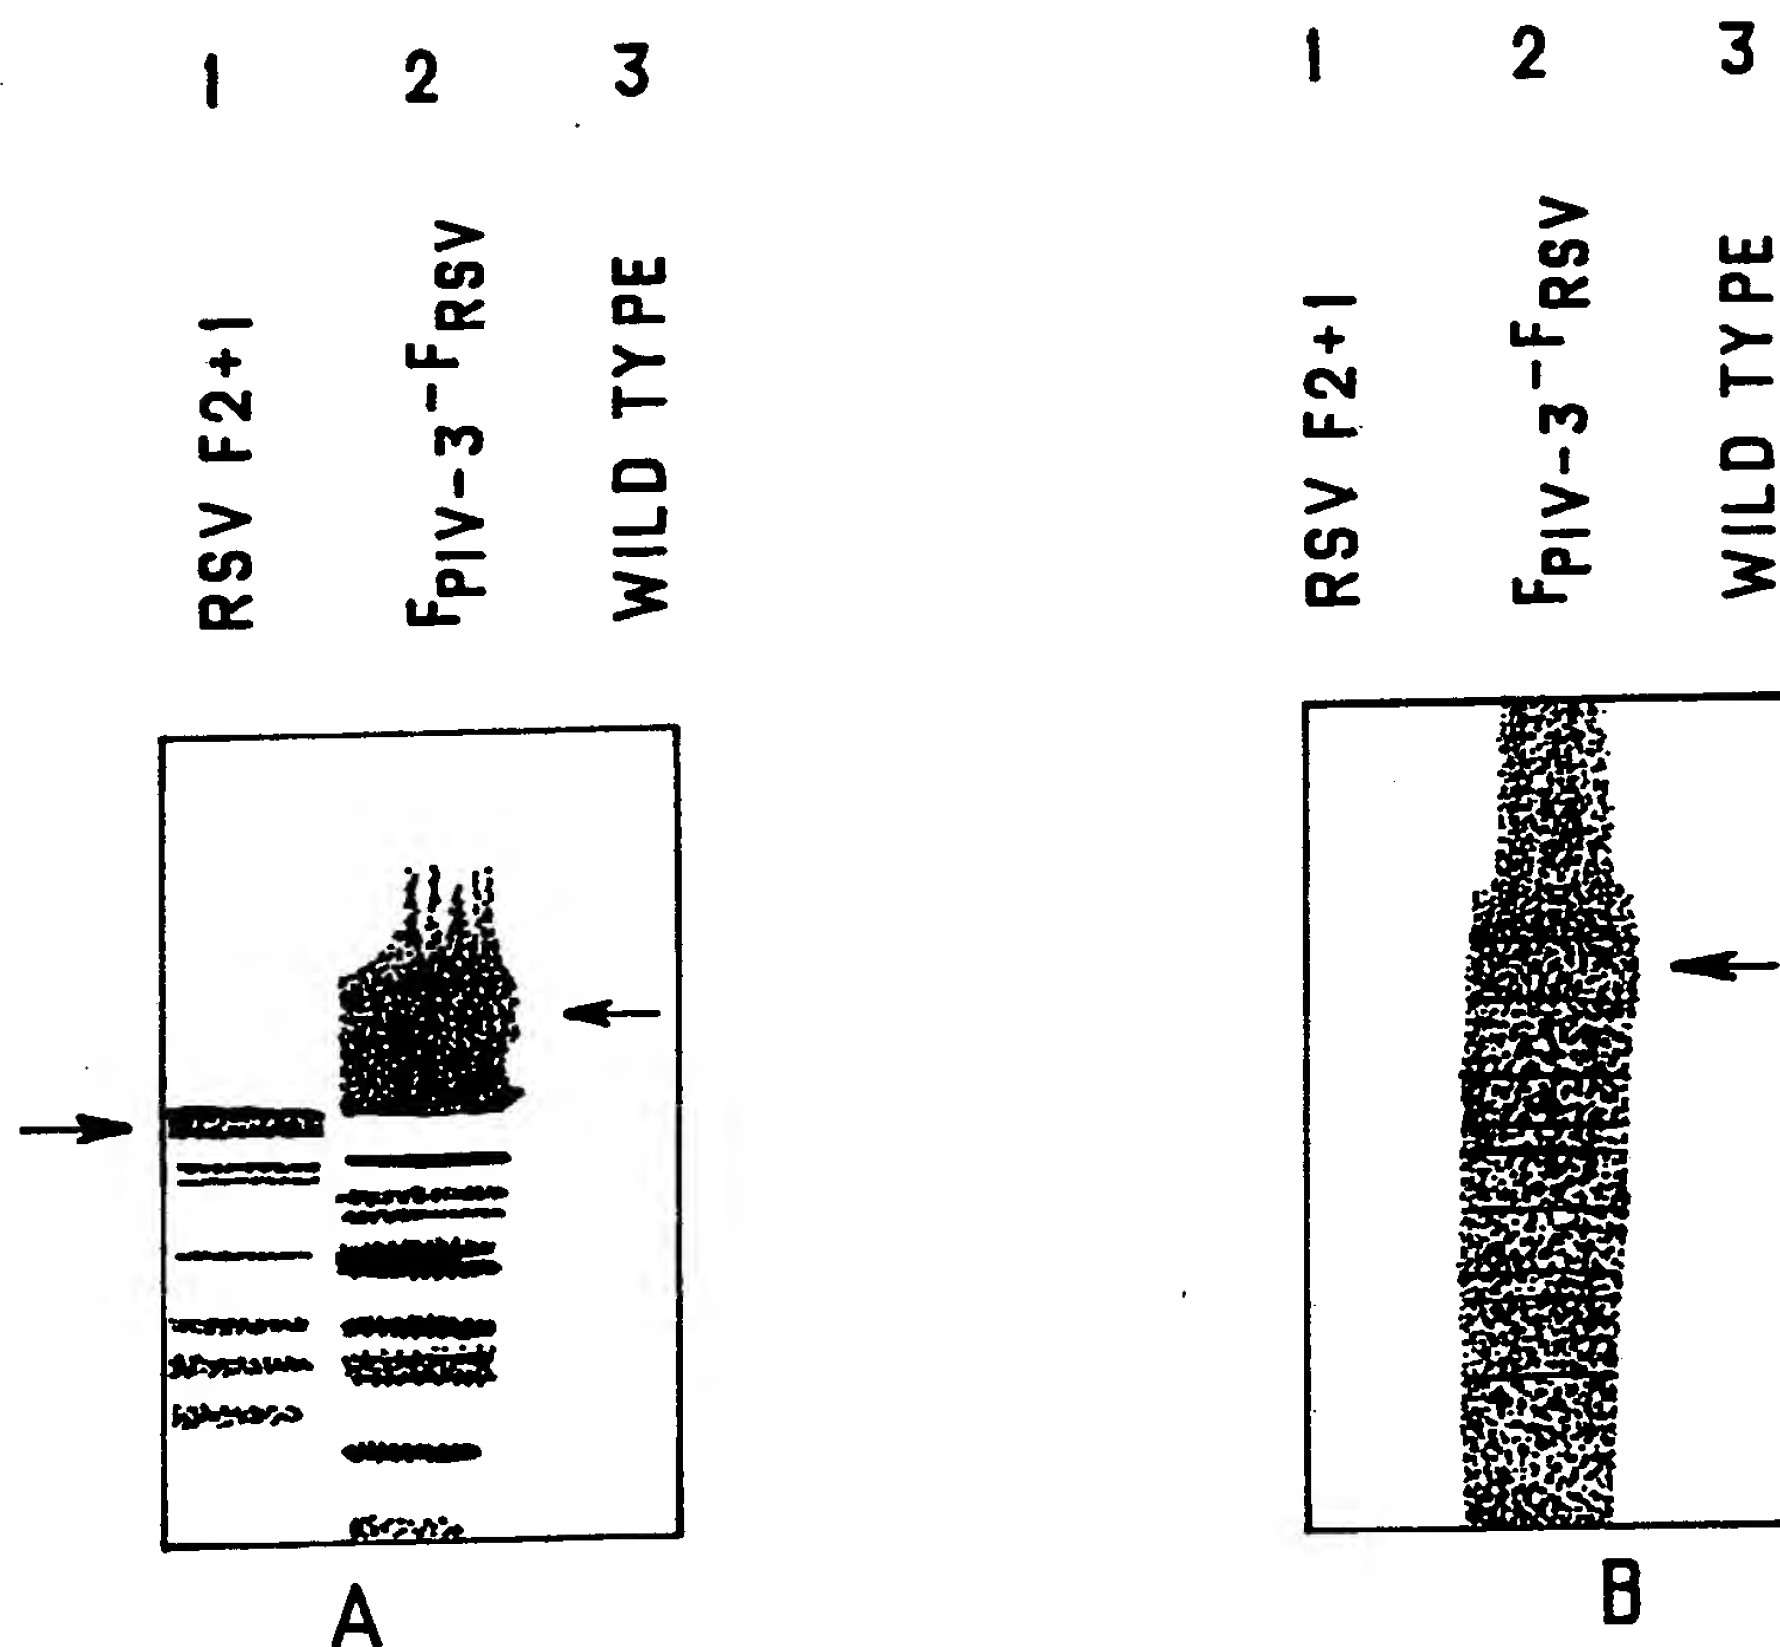 1 2 3
RSV F2+1
FPIV-3-FRSV
WILD TYPE
A
1 2 3
RSV F2+1
FPIV-3-FRSV
WILD TYPE
B